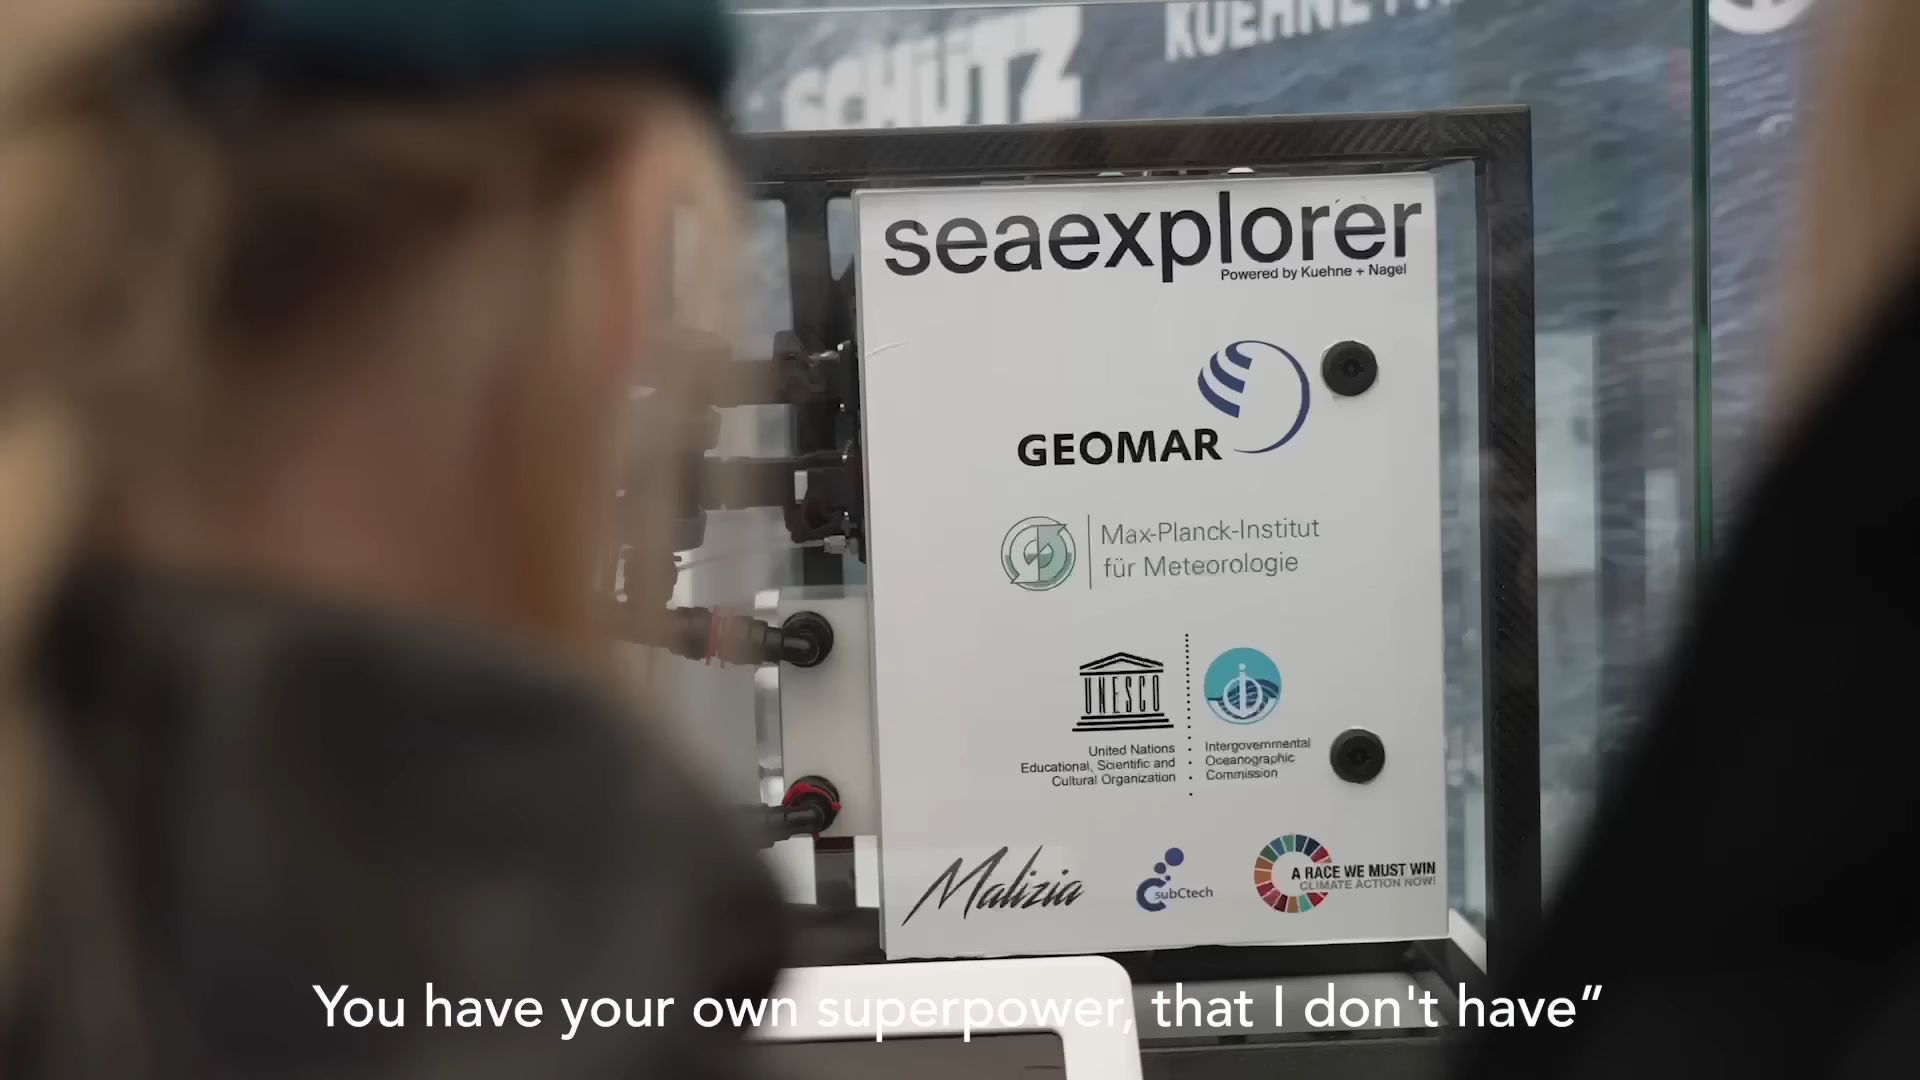 SCHÜTZ
KUEHNE
seaexplorer
Powered by Kuehne + Nagel
GEOMAR
Max-Planck-Institut
für Meteorologie
UNESCO
United Nations
Educational, Scientific and
Cultural Organization
Intergovernmental
Oceanographic
Commission
Malizia
subCtech
A RACE WE MUST WIN
CLIMATE ACTION NOW!
You have your own superpower, that I don't have”